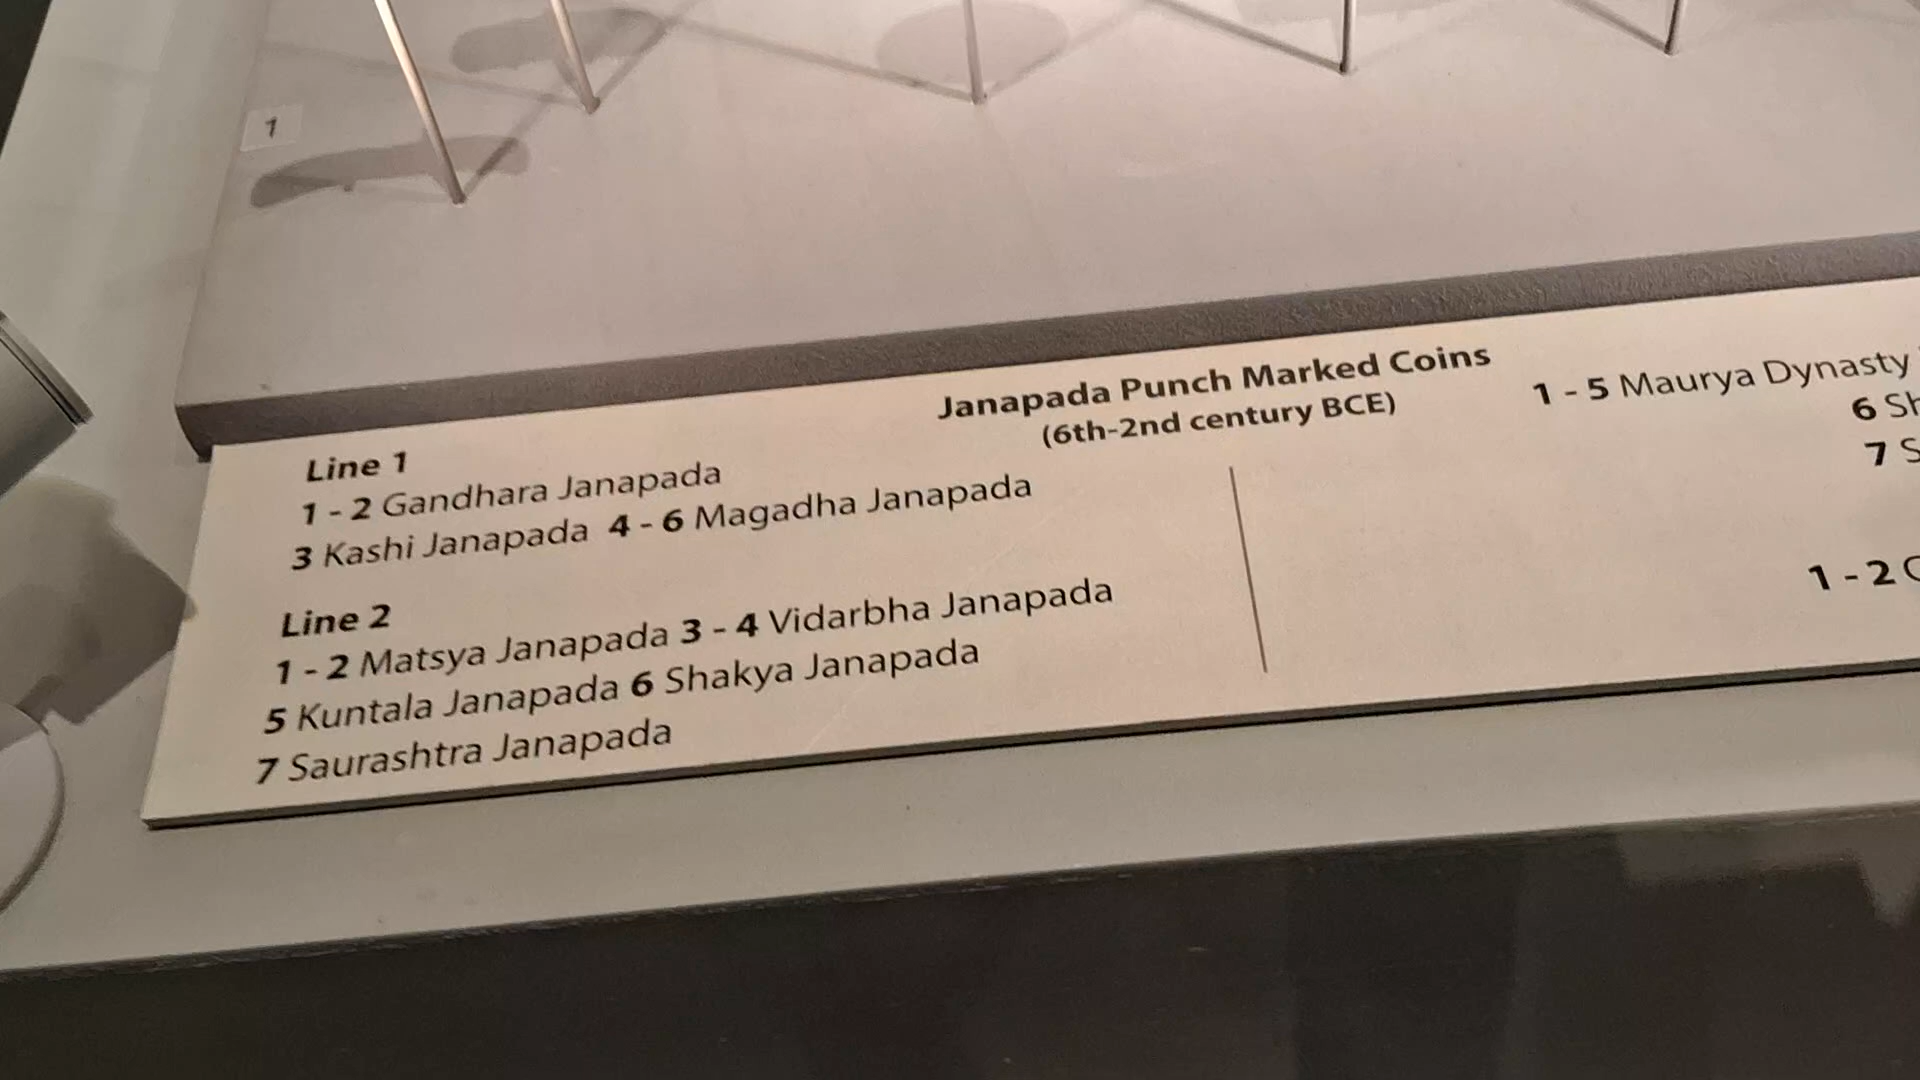 1
Janapada Punch Marked Coins
(6th-2nd century BCE)
Line 1
1 - 2 Gandhara Janapada
3 Kashi Janapada 4 - 6 Magadha Janapada
Line 2
1 - 2 Matsya Janapada 3 - 4 Vidarbha Janapada
5 Kuntala Janapada 6 Shakya Janapada
7 Saurashtra Janapada
1 - 5 Maurya Dynasty
6
7
1 - 2